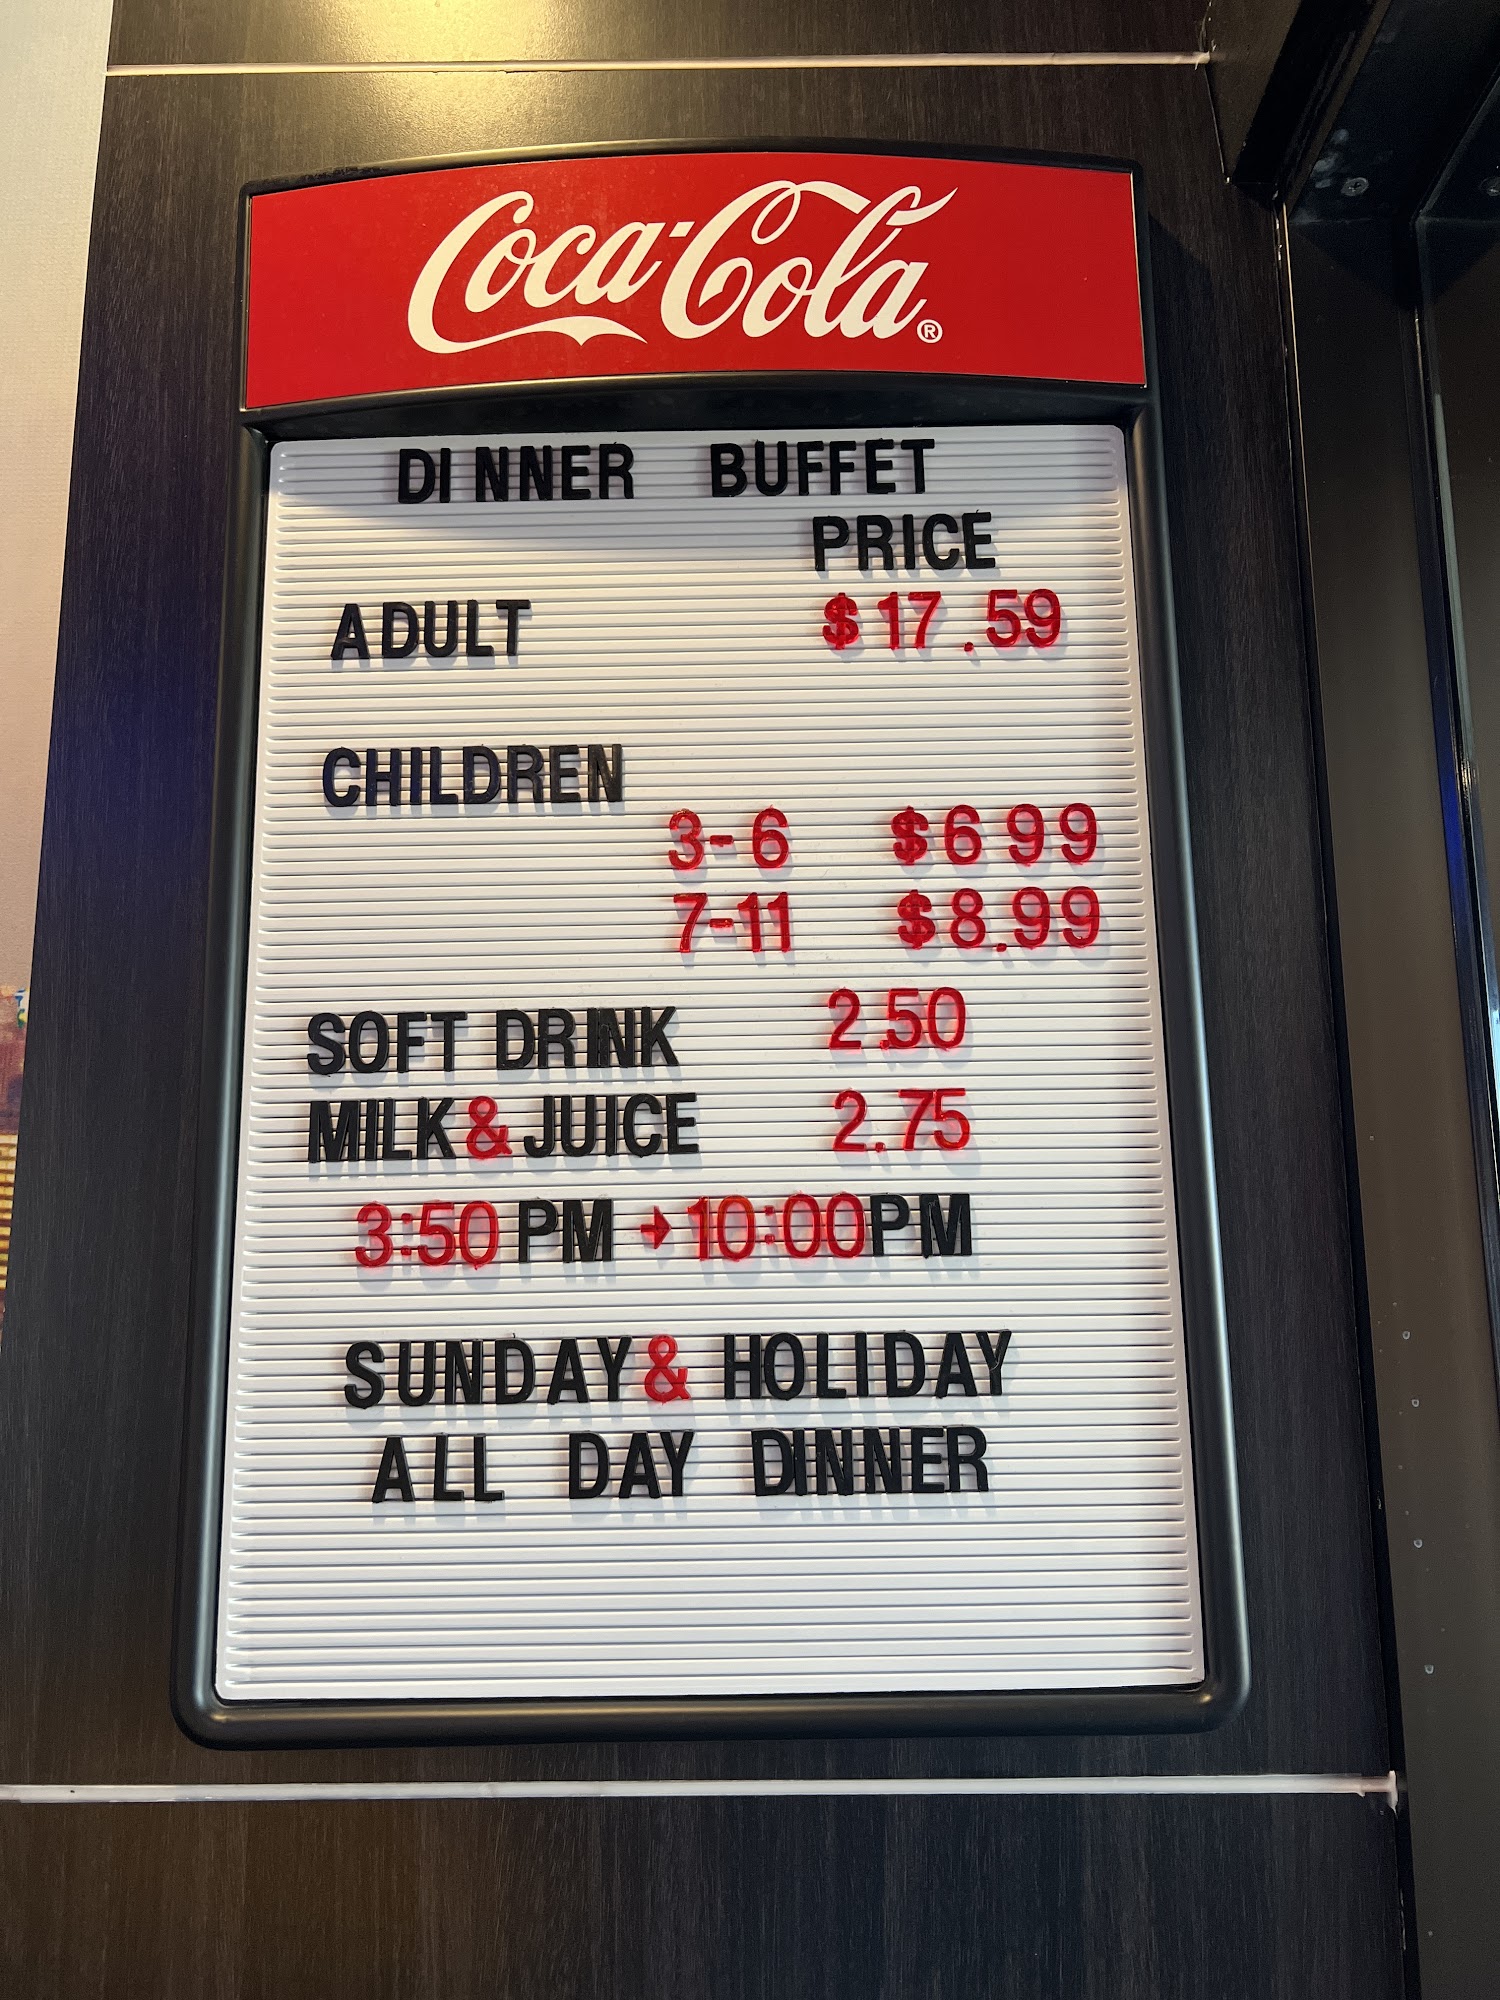 Coca-Cola®
DINNER BUFFET
PRICE
ADULT $17.59
CHILDREN
3-6 $6 99
7-11 $8.99
SOFT DRINK 2.50
MILK & JUICE 2.75
3:50 PM → 10:00 PM
SUNDAY & HOLIDAY
ALL DAY DINNER